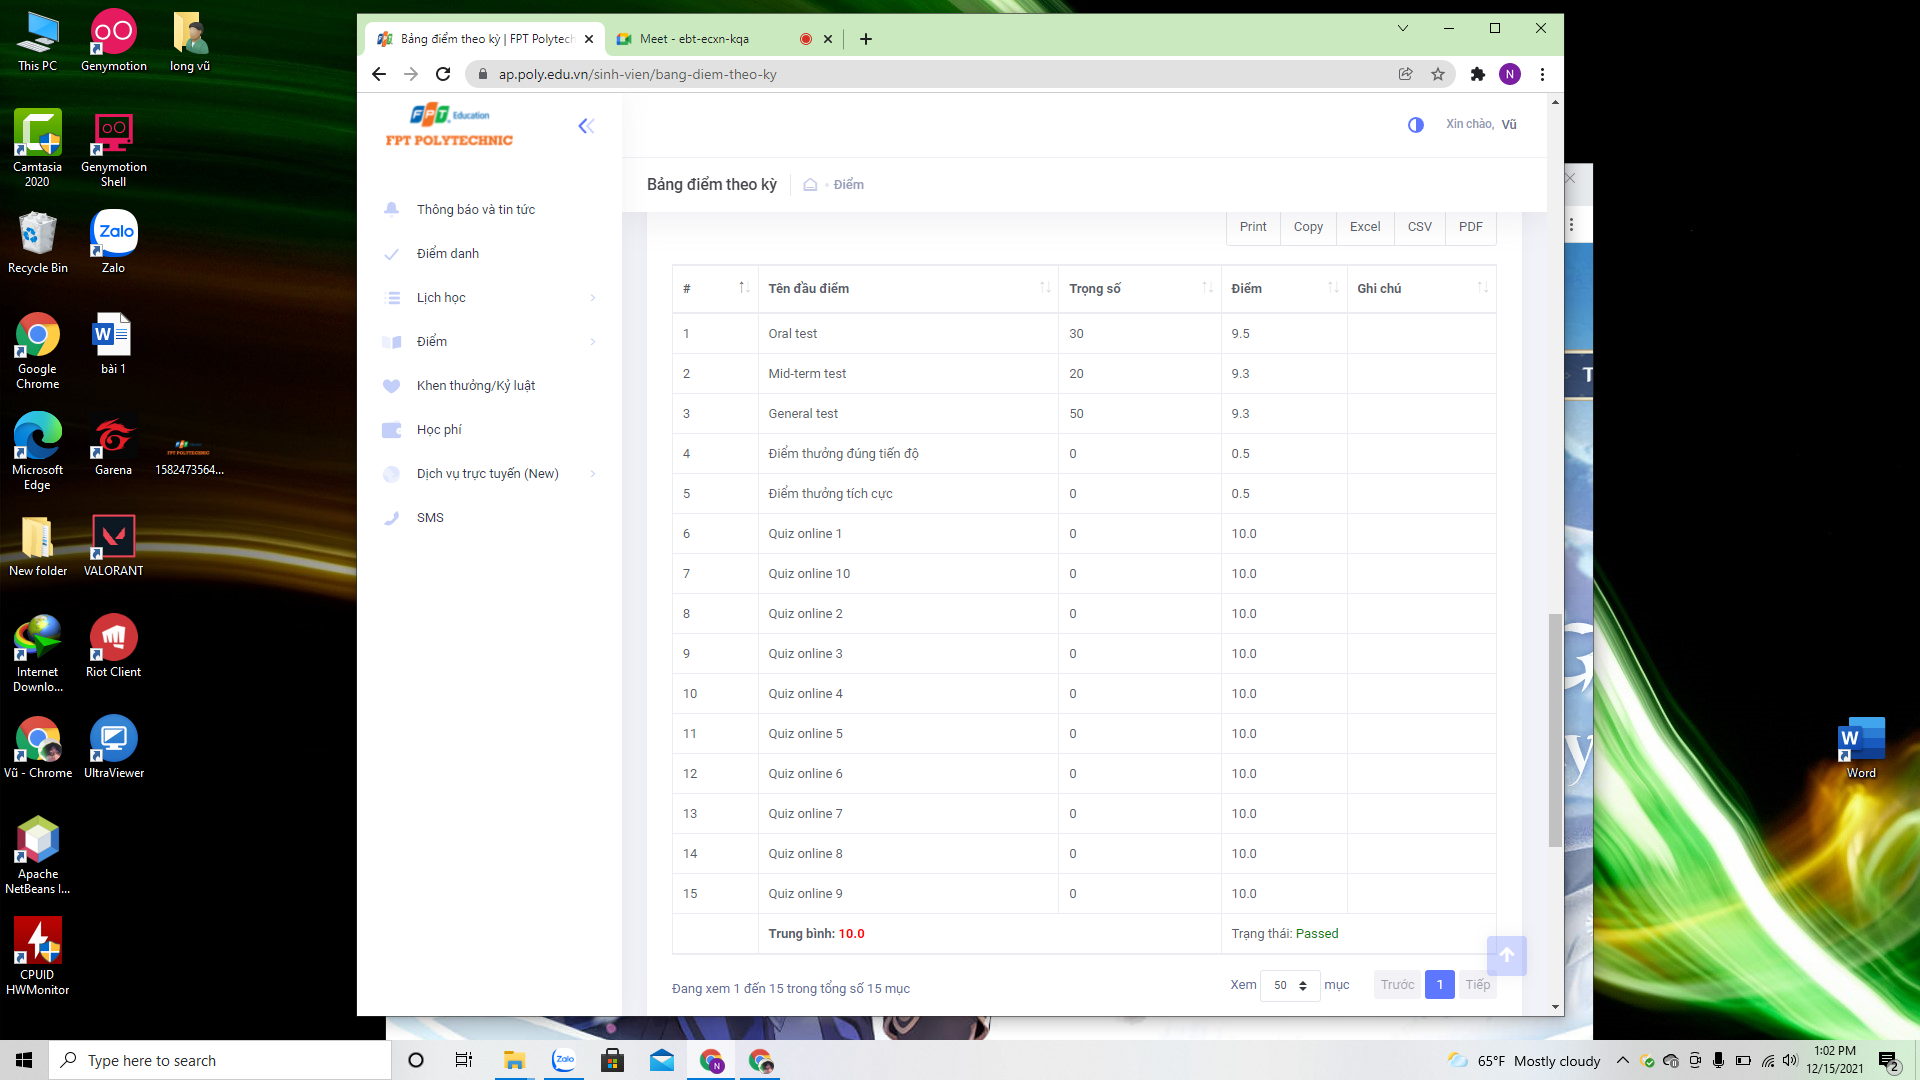 This PC
Genymotion
long vũ
Camtasia
2020
Genymotion
Shell
Recycle Bin
Zalo
Zalo
Google
Chrome
bài 1
Microsoft
Edge
Garena
1582473564...
New folder
VALORANT
Internet
Downlo...
Riot Client
Vũ - Chrome
UltraViewer
Apache
NetBeans I...
CPUID
HWMonitor
Word
Bảng điểm theo kỳ | FPT Polytech
Meet - ebt-ecxn-kqa
ap.poly.edu.vn/sinh-vien/bang-diem-theo-ky
N
FPT Education
FPT POLYTECHNIC
Xin chào, Vũ
Bảng điểm theo kỳ
Điểm
Thông báo và tin tức
Điểm danh
Lịch học
Điểm
Khen thưởng/Kỷ luật
Học phí
Dịch vụ trực tuyến (New)
SMS
Print Copy Excel CSV PDF
# Tên đầu điểm Trọng số Điểm Ghi chú
1 Oral test 30 9.5
2 Mid-term test 20 9.3
3 General test 50 9.3
4 Điểm thưởng đúng tiến độ 0 0.5
5 Điểm thưởng tích cực 0 0.5
6 Quiz online 1 0 10.0
7 Quiz online 10 0 10.0
8 Quiz online 2 0 10.0
9 Quiz online 3 0 10.0
10 Quiz online 4 0 10.0
11 Quiz online 5 0 10.0
12 Quiz online 6 0 10.0
13 Quiz online 7 0 10.0
14 Quiz online 8 0 10.0
15 Quiz online 9 0 10.0
Trung bình: 10.0 Trạng thái: Passed
Đang xem 1 đến 15 trong tổng số 15 mục
Xem 50 mục Trước 1 Tiếp
Type here to search
Zalo
N
65°F Mostly cloudy
1:02 PM
12/15/2021
2